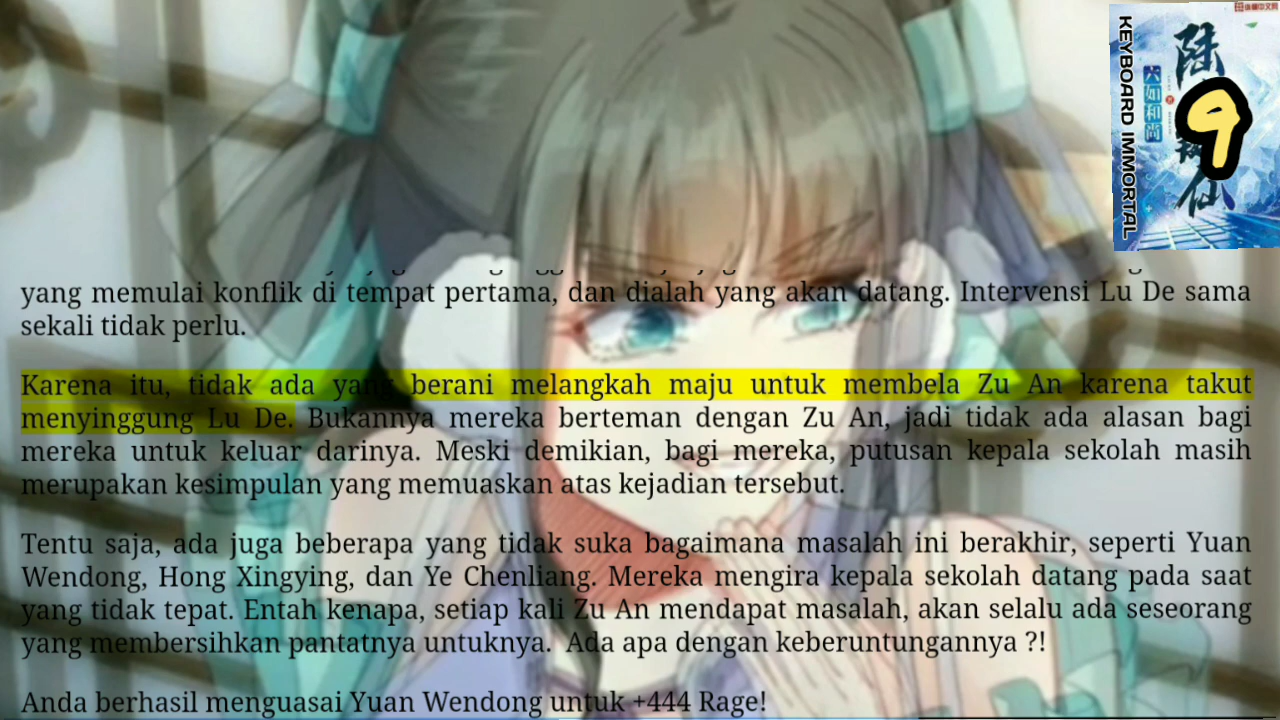 yang memulai konflik di tempat pertama, dan dialah yang akan datang. Intervensi Lu De sama
sekali tidak perlu.
Karena itu, tidak ada yang berani melangkah maju untuk membela Zu An karena takut
menyinggung Lu De. Bukannya mereka berteman dengan Zu An, jadi tidak ada alasan bagi
mereka untuk keluar darinya. Meski demikian, bagi mereka, putusan kepala sekolah masih
merupakan kesimpulan yang memuaskan atas kejadian tersebut.
Tentu saja, ada juga beberapa yang tidak suka bagaimana masalah ini berakhir, seperti Yuan
Wendong, Hong Xingying, dan Ye Chenliang. Mereka mengira kepala sekolah datang pada saat
yang tidak tepat. Entah kenapa, setiap kali Zu An mendapat masalah, akan selalu ada seseorang
yang membersihkan pantatnya untuknya. Ada apa dengan keberuntungannya ?!
Anda berhasil menguasai Yuan Wendong untuk +444 Rage!
KEYBOARD IMMORTAL
陆
仙
六如和尚
9